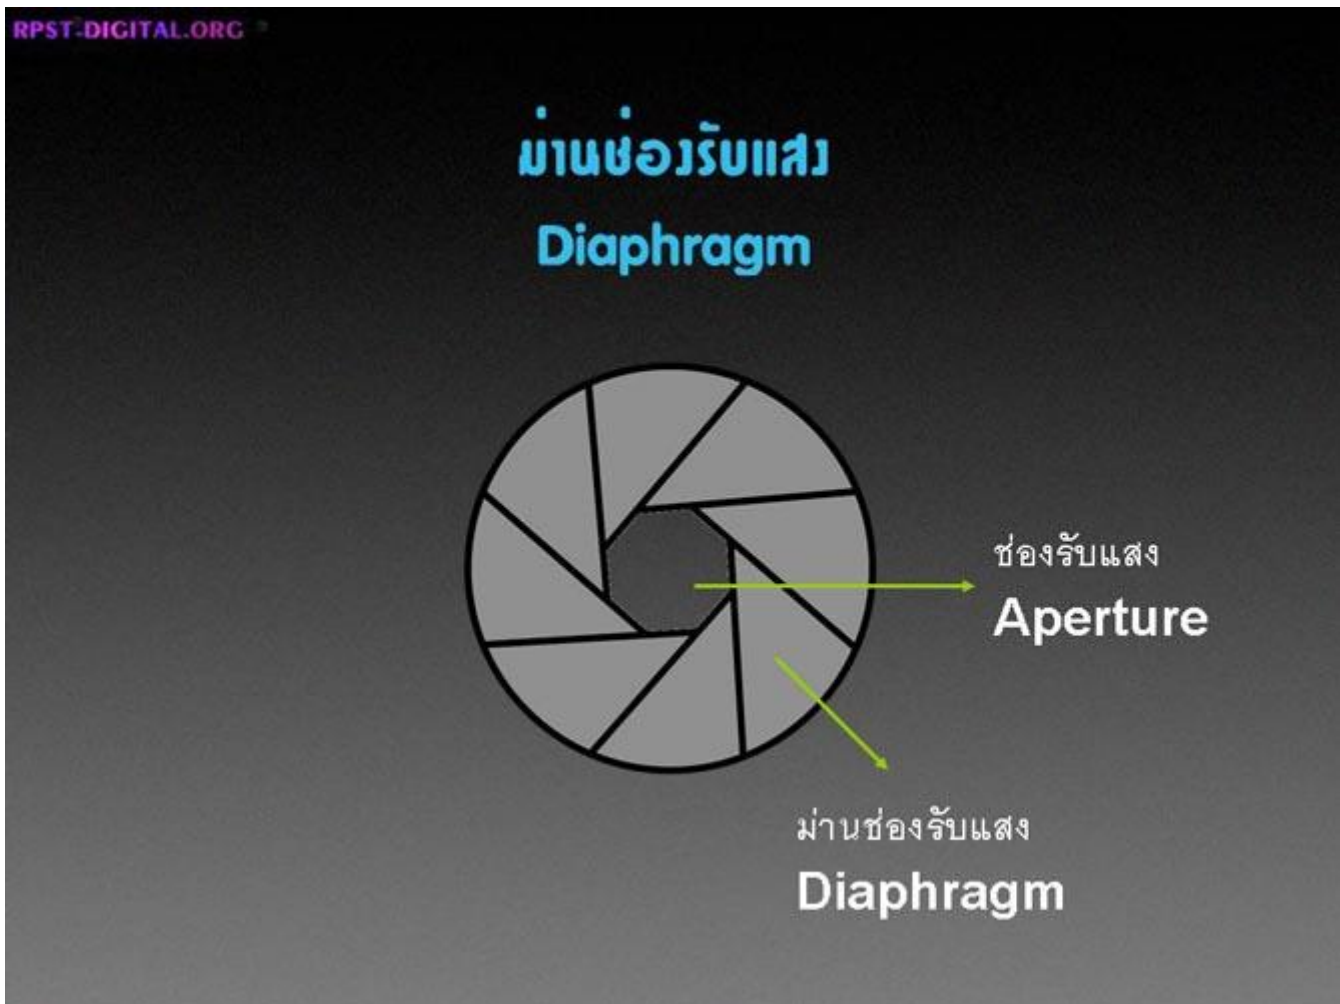 RPST-DIGITAL.ORG
ม่านช่องรับแสง
Diaphragm
ช่องรับแสง
Aperture
ม่านช่องรับแสง
Diaphragm